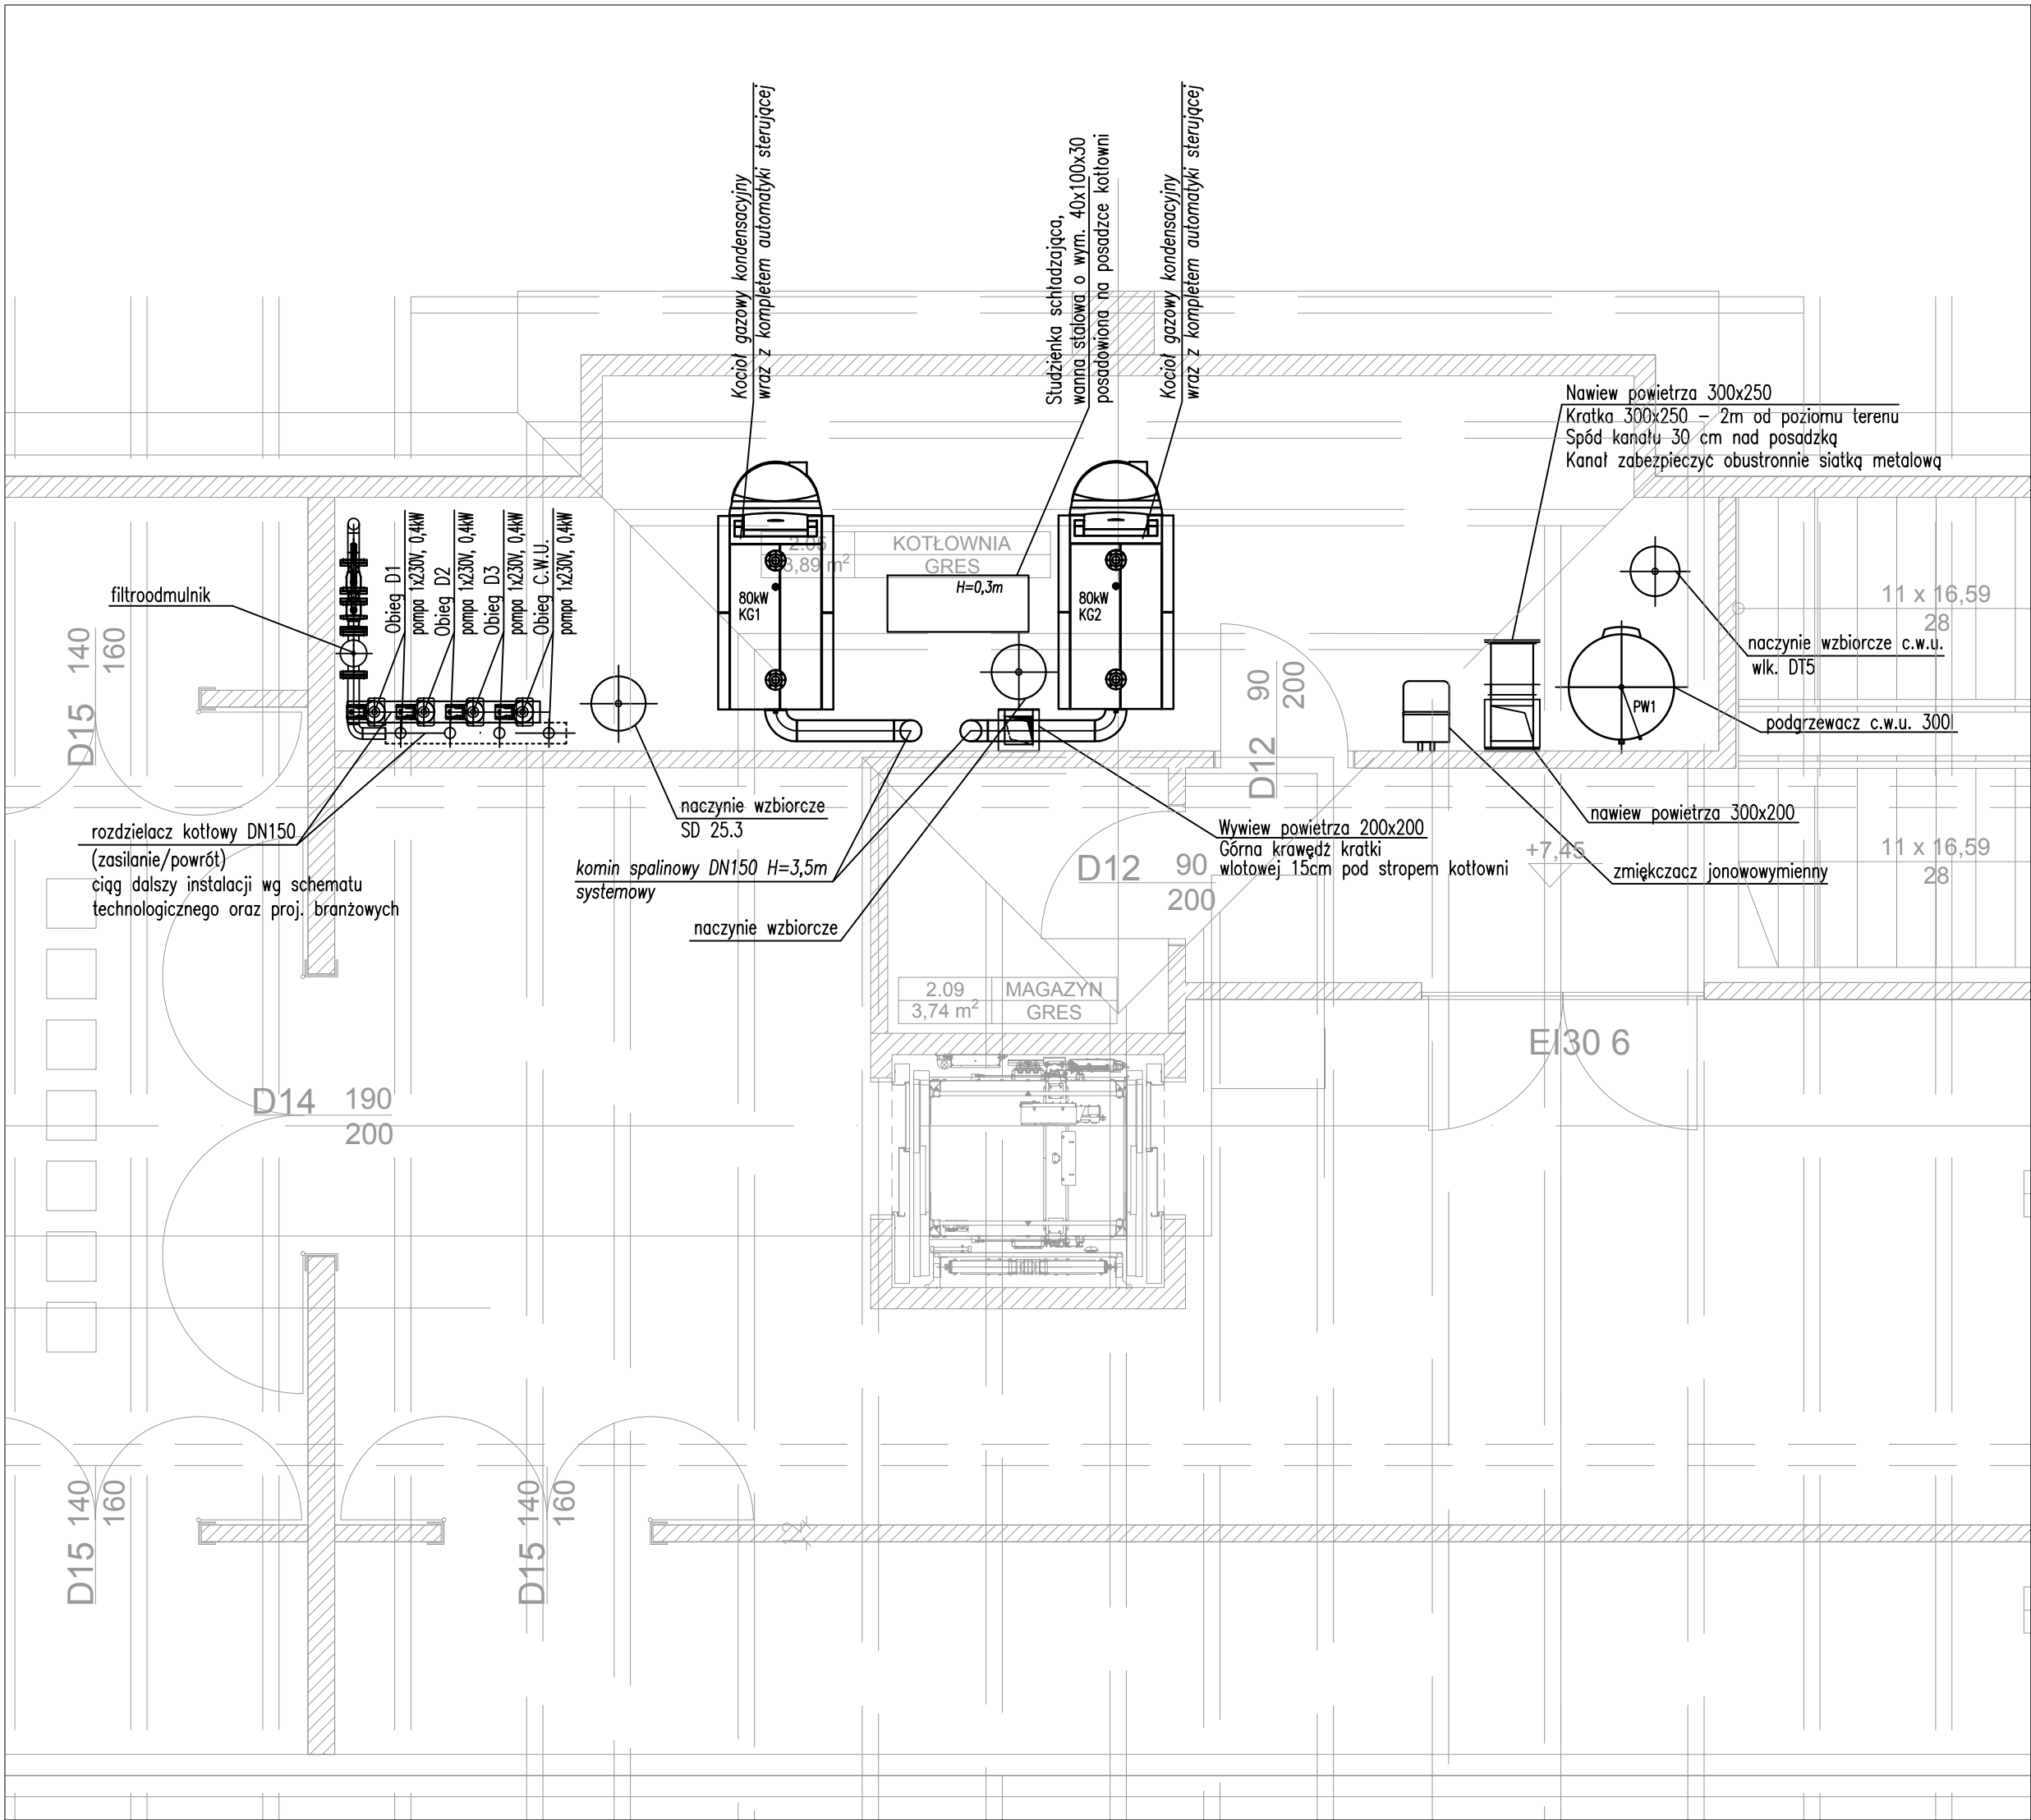 Kocioł gazowy kondensacyjny
wraz z kompletem automatyki sterującej
Studzienka schładzająca,
wanna stalowa o wym. 40x100x30
posadowiona na posadzce kotłowni
Kocioł gazowy kondensacyjny
wraz z kompletem automatyki sterującej
Nawiew powietrza 300x250
Kratka 300x250 – 2m od poziomu terenu
Spód kanału 30 cm nad posadzką
Kanał zabezpieczyć obustronnie siatką metalową
filtroodmulnik
Obieg D1
pompa 1x230V, 0,4kW
Obieg D2
pompa 1x230V, 0,4kW
Obieg D3
pompa 1x230V, 0,4kW
Obieg C.W.U.
pompa 1x230V, 0,4kW
KOTŁOWNIA
3,89 m²
GRES
H=0,3m
80kW
KG1
80kW
KG2
11 x 16,59
28
naczynie wzbiorcze c.w.u.
wlk. DT5
PW1
podgrzewacz c.w.u. 300l
D15 140
160
D12 90
200
rozdzielacz kotłowy DN150
(zasilanie/powrót)
ciąg dalszy instalacji wg schematu
technologicznego oraz proj. branżowych
naczynie wzbiorcze
SD 25.3
komin spalinowy DN150 H=3,5m
systemowy
naczynie wzbiorcze
Wywiew powietrza 200x200
Górna krawędź kratki
wlotowej 15cm pod stropem kotłowni
nawiew powietrza 300x200
zmiękczacz jonowowymienny
+7,45
11 x 16,59
28
D12 90
200
2.09 MAGAZYN
3,74 m² GRES
EI30 6
D14 190
200
D15 140
160
D15 140
160
12